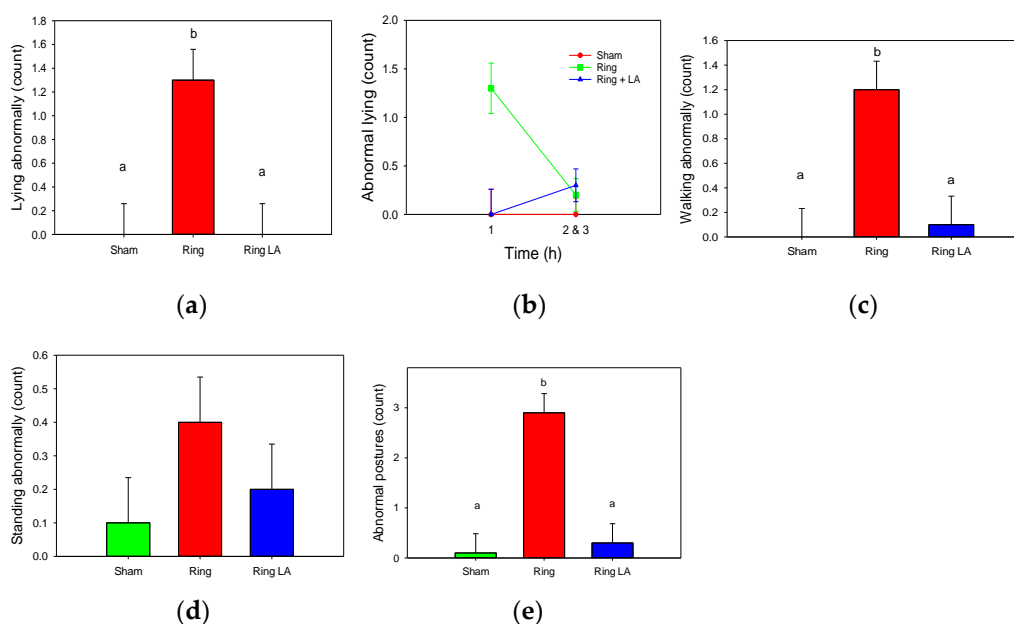 Lying abnormally (count)
1.8
1.6
1.4
1.2
1.0
0.8
0.6
0.4
0.2
0.0
a
b
a
Sham Ring Ring LA
(a)
Abnormal lying (count)
2.0
1.5
1.0
0.5
0.0
Sham
Ring
Ring + LA
1 2 & 3
Time (h)
(b)
Walking abnormally (count)
1.6
1.4
1.2
1.0
0.8
0.6
0.4
0.2
0.0
a
b
a
Sham Ring Ring LA
(c)
Standing abnormally (count)
0.6
0.5
0.4
0.3
0.2
0.1
0.0
Sham Ring Ring LA
(d)
Abnormal postures (count)
3
2
1
0
a
b
a
Sham Ring Ring LA
(e)